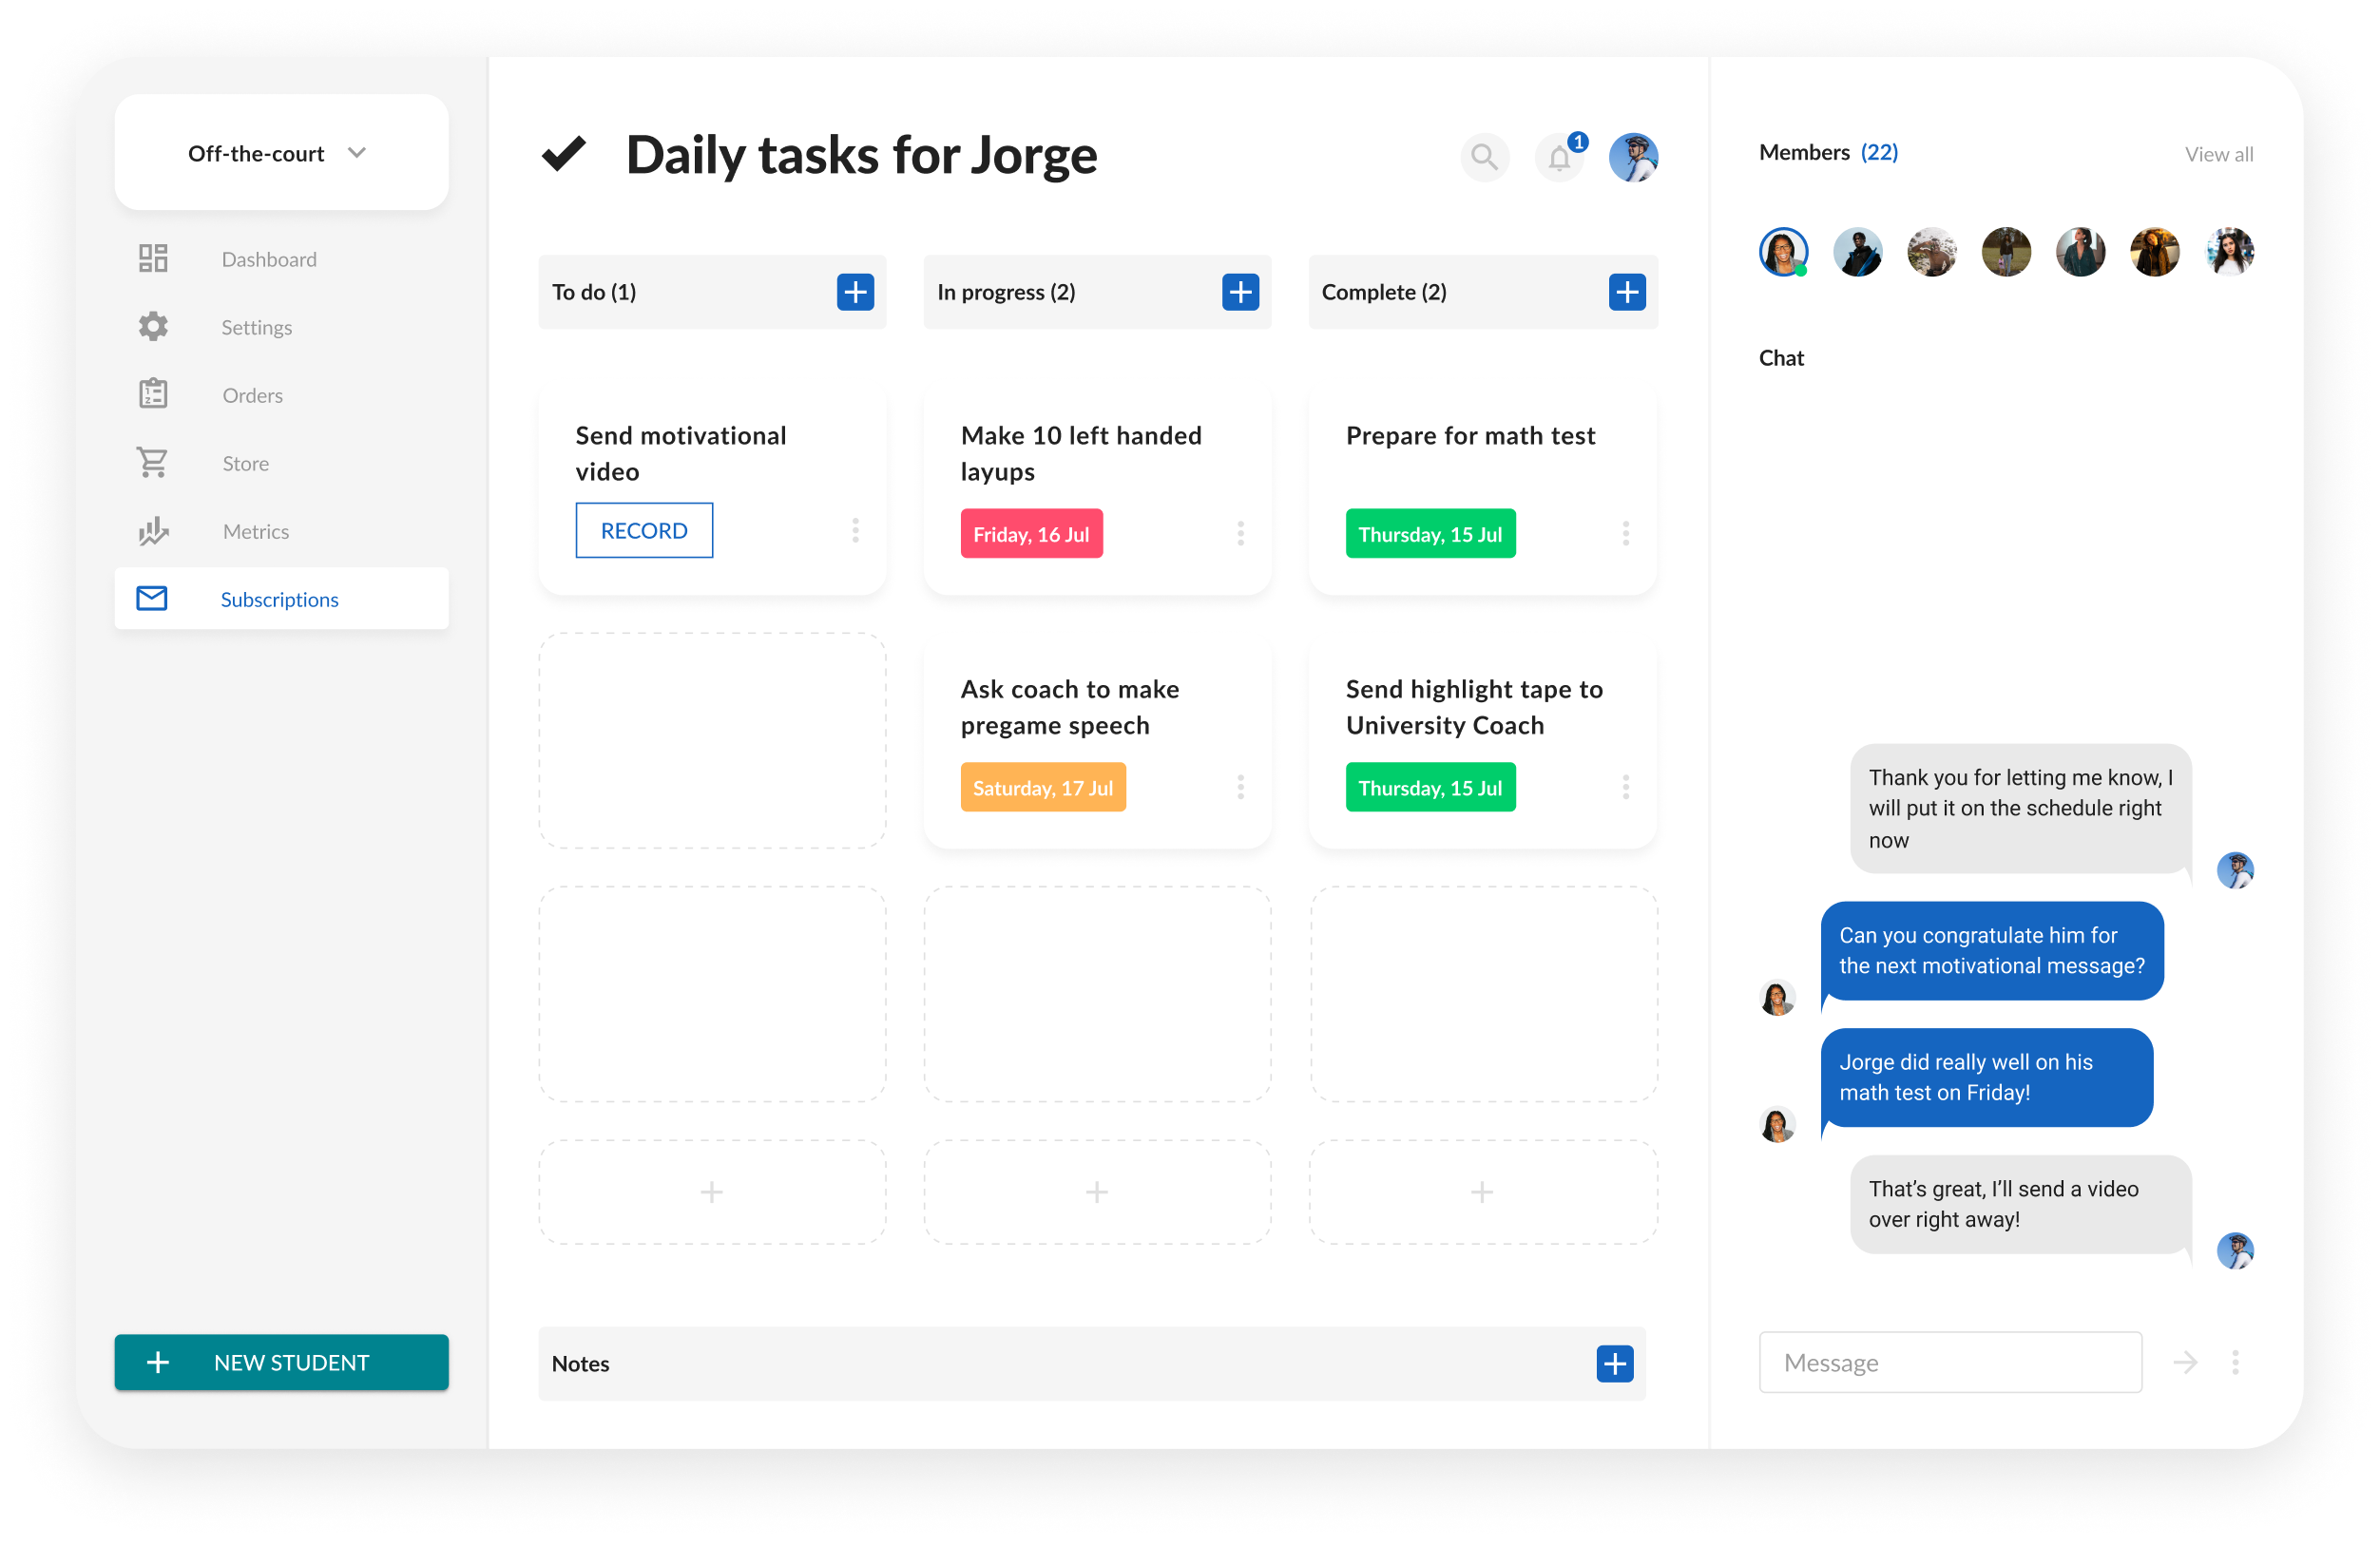 Off-the-court
Dashboard
Settings
Orders
Store
Metrics
Subscriptions
+ NEW STUDENT
Daily tasks for Jorge
1
To do (1)
Send motivational
video
RECORD
In progress (2)
Make 10 left handed
layups
Friday, 16 Jul
Ask coach to make
pregame speech
Saturday, 17 Jul
Complete (2)
Prepare for math test
Thursday, 15 Jul
Send highlight tape to
University Coach
Thursday, 15 Jul
Notes
Members (22)
View all
Chat
Thank you for letting me know, I
will put it on the schedule right
now
Can you congratulate him for
the next motivational message?
Jorge did really well on his
math test on Friday!
That’s great, I’ll send a video
over right away!
Message